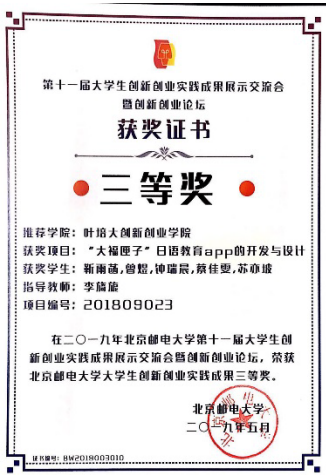 第十一届大学生创新创业实践成果展示交流会
暨创新创业论坛
获奖证书
三等奖
推荐学院：叶培大创新创业学院
获奖项目：“大福匣子”日语教育app的开发与设计
获奖学生：靳雨菡,曾煜,钟瑞晨,蔡佳雯,苏亦坡
指导教师：李旖旎
项目编号：201809023
在二〇一九年北京邮电大学第十一届大学生创
新创业实践成果展示交流会暨创新创业论坛，荣获
北京邮电大学大学生创新创业实践成果三等奖。
北京邮电大学
二〇一九年五月
证书编号：BW2018003010